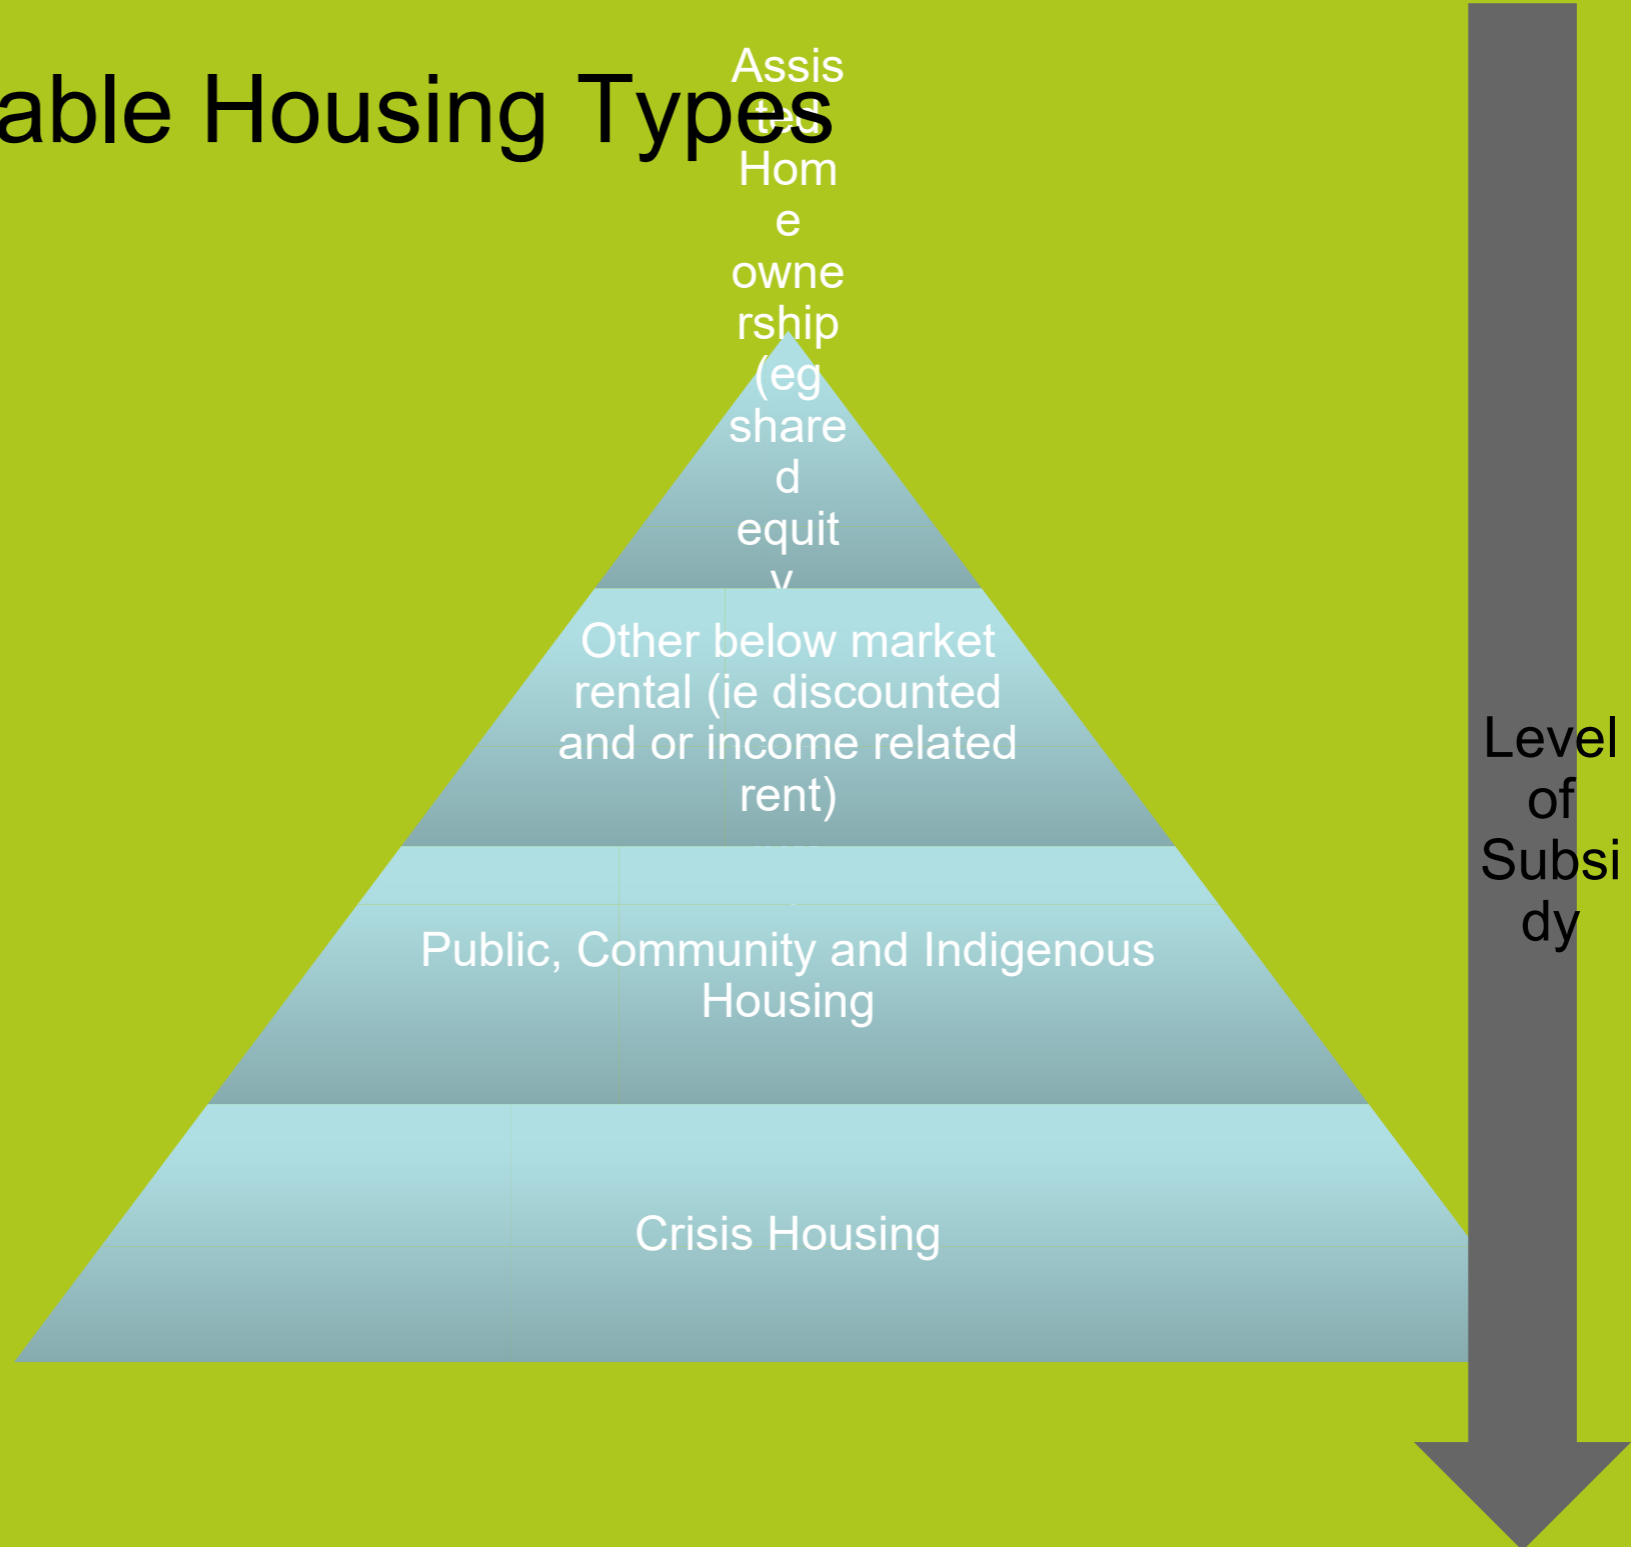 able Housing Types
Assis
ted
Hom
e
owne
rship
(eg
share
d
equit
y
Other below market
rental (ie discounted
and or income related
rent)
Public, Community and Indigenous
Housing
Crisis Housing
Level
of
Subsi
dy